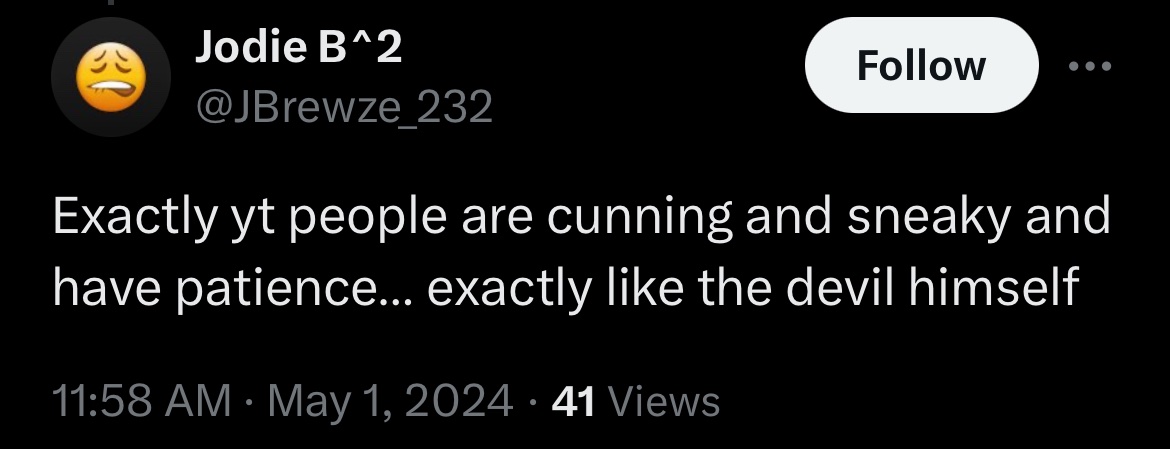 Jodie B^2
Follow
@JBrewze_232
Exactly yt people are cunning and sneaky and
have patience... exactly like the devil himself
11:58 AM · May 1, 2024 · 41 Views